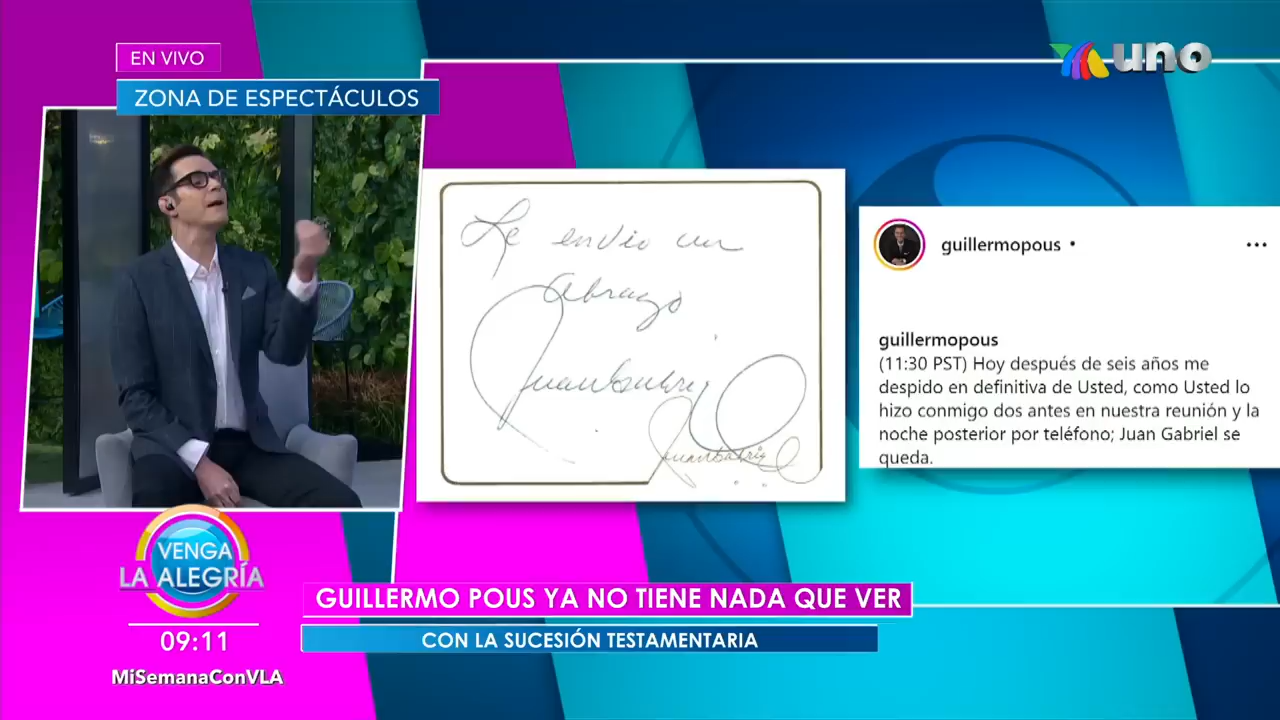 EN VIVO
ZONA DE ESPECTÁCULOS
uno
Le envio un
abrazo
Juan Gabriel
Juan Gabriel
guillermopous •
guillermopous
(11:30 PST) Hoy después de seis años me
despido en definitiva de Usted, como Usted lo
hizo conmigo dos antes en nuestra reunión y la
noche posterior por teléfono; Juan Gabriel se
queda.
VENGA
LA ALEGRÍA
09:11
MiSemanaConVLA
GUILLERMO POUS YA NO TIENE NADA QUE VER
CON LA SUCESIÓN TESTAMENTARIA